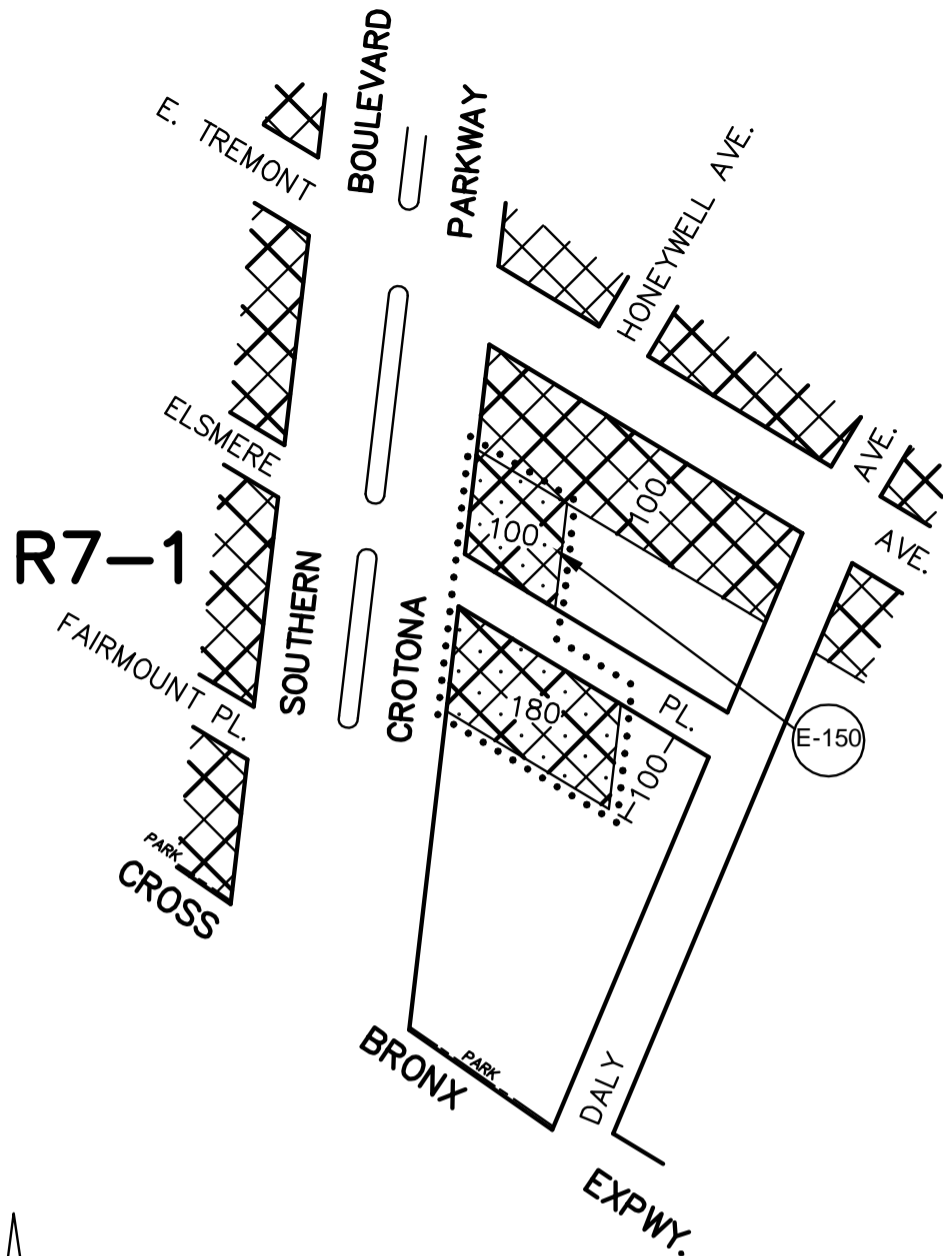 E. TREMONT
BOULEVARD
PARKWAY
HONEYWELL AVE.
AVE.
AVE.
ELSMERE
100
100
R7-1
SOUTHERN
CROTONA
FAIRMOUNT PL.
180
PL.
100
E-150
PARK
CROSS
BRONX
PARK
DALY
EXPWY.